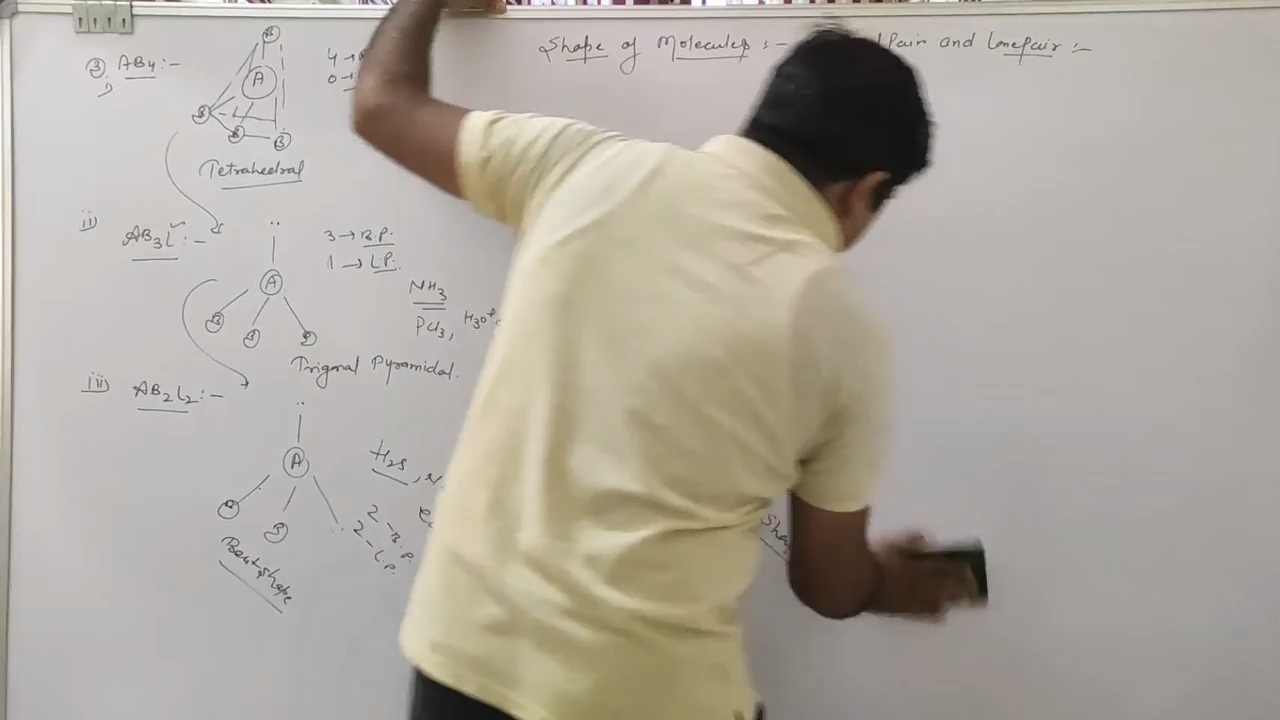 Shape of Molecules :- Pair and Lonepair :-
③ AB4 :-
i)
B
A
B B B
4 →
0 →
Tetrahedral
ii) AB3L :-
A
B B B
3 → B.P.
1 → L.P.
NH3
PCl3, H3O+
Trigonal Pyramidal.
iii) AB2L2 :-
A
B B
H2S,
2 - B.P.
2 - L.P.
Bent shape